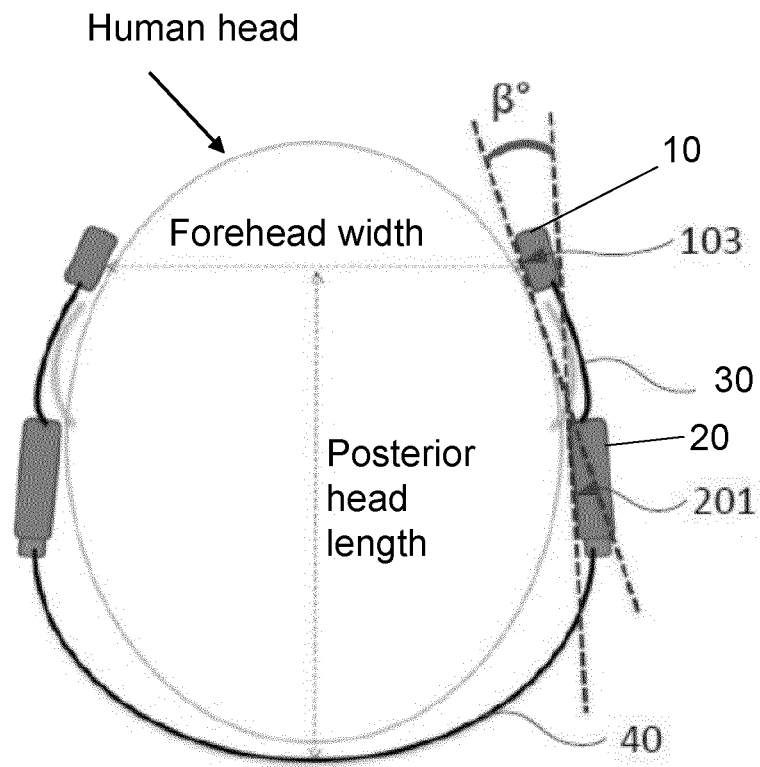 Human head
β°
10
Forehead width
103
30
20
Posterior
head
length
201
40